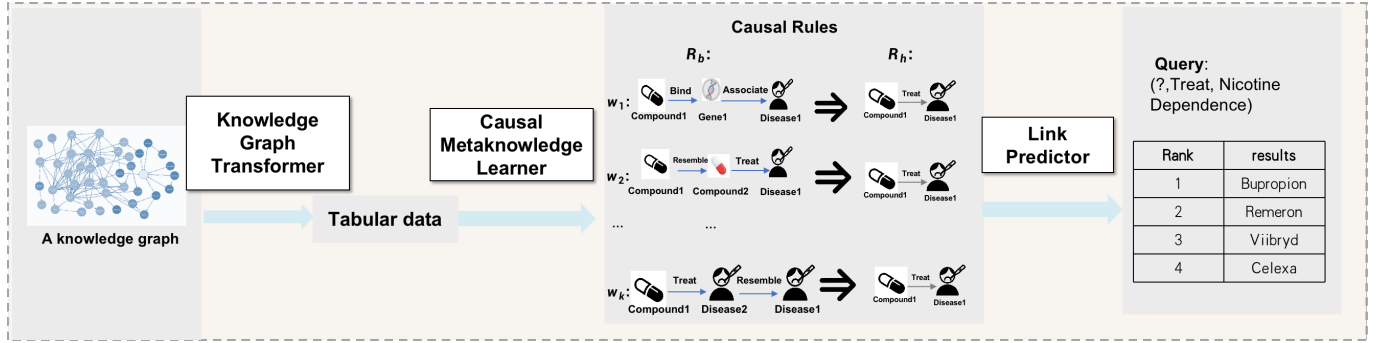 A knowledge graph
Knowledge
Graph
Transformer
Tabular data
Causal
Metaknowledge
Learner
Causal Rules
R_b:
R_h:
w_1:
Bind
Associate
Compound1
Gene1
Disease1
Treat
Compound1
Disease1
w_2:
Resemble
Treat
Compound1
Compound2
Disease1
Treat
Compound1
Disease1
...
...
w_k:
Treat
Resemble
Compound1
Disease2
Disease1
Treat
Compound1
Disease1
Link
Predictor
Query:
(?,Treat, Nicotine
Dependence)
Rank results
1 Bupropion
2 Remeron
3 Viibryd
4 Celexa